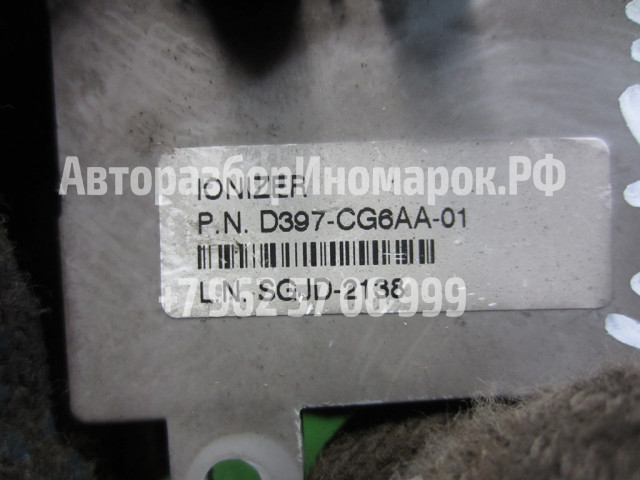 IONIZER
АвторазборИномарок.РФ
P.N. D397-CG6AA-01
L.N. SGJD-2138